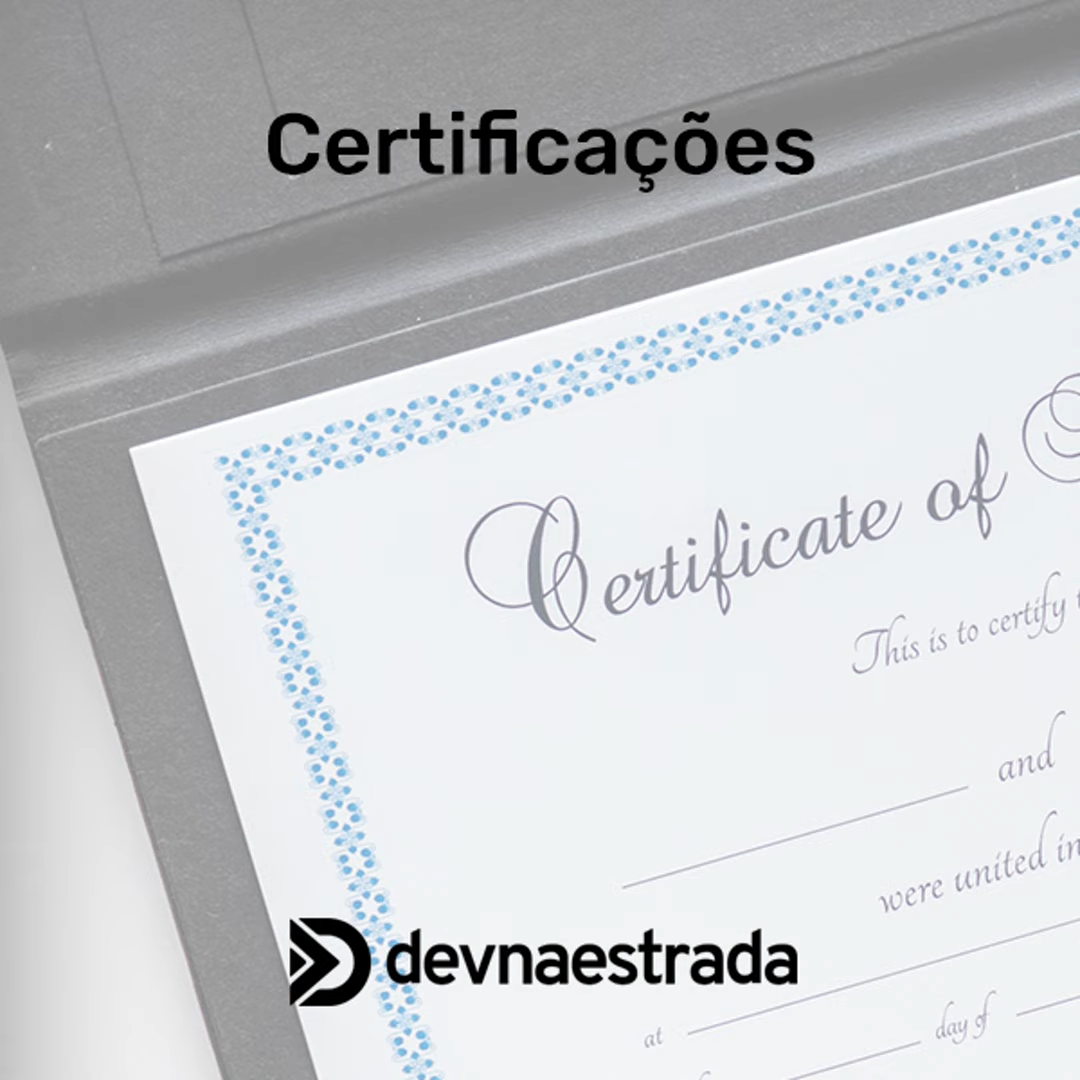 Certificações
Certificate of
This is to certify
and
were united in
devnaestrada
at
day of